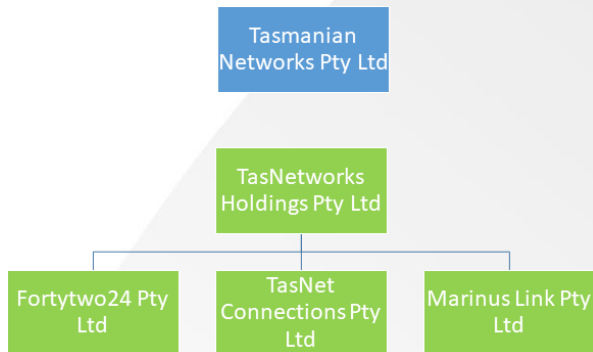 Tasmanian
Networks Pty Ltd
TasNetworks
Holdings Pty Ltd
Fortytwo24 Pty
Ltd
TasNet
Connections Pty
Ltd
Marinus Link Pty
Ltd